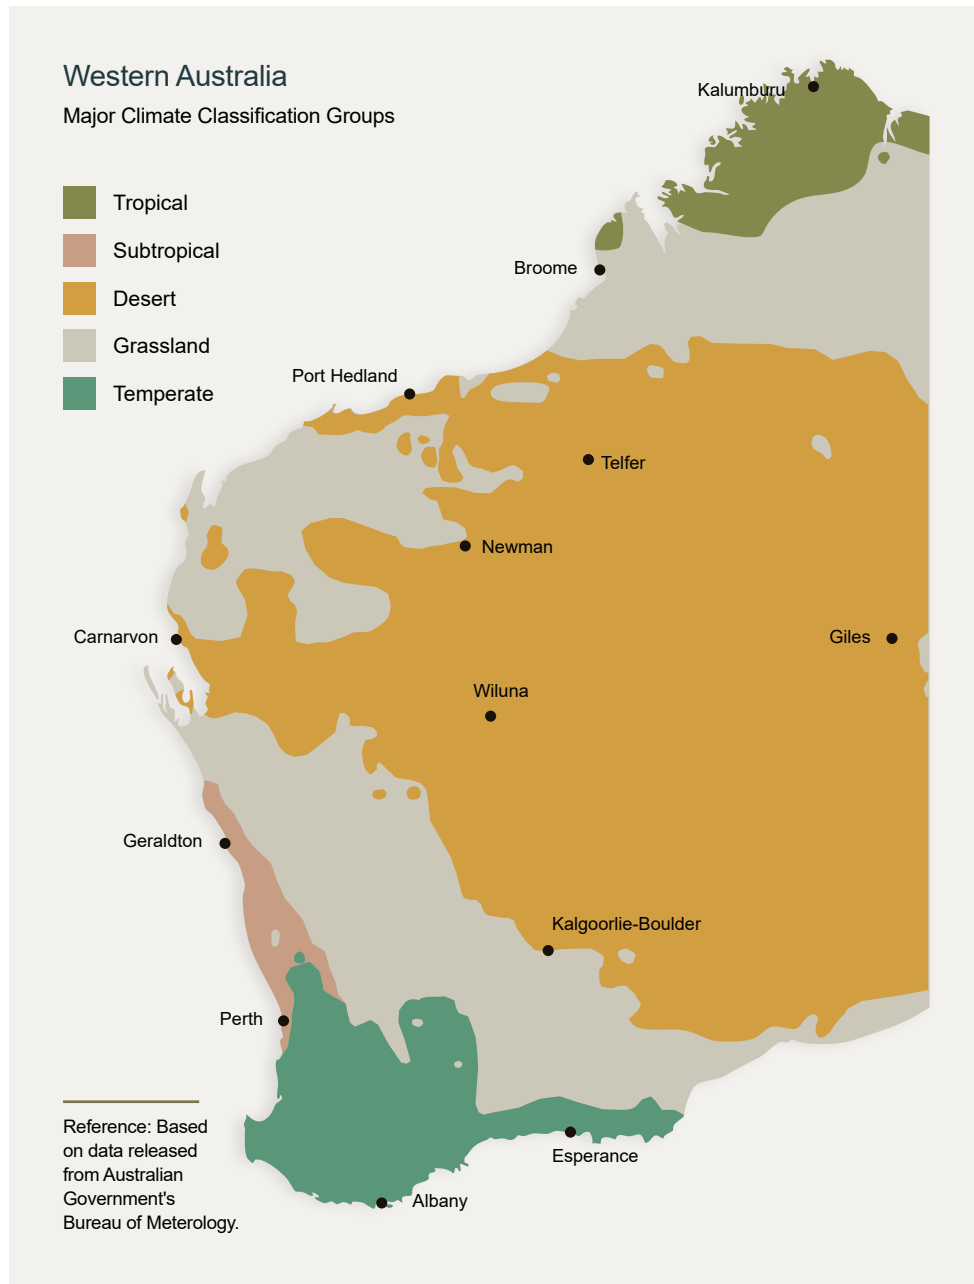 Western Australia
Major Climate Classification Groups
Tropical
Subtropical
Desert
Grassland
Temperate
Kalumburu
Broome
Port Hedland
Telfer
Newman
Carnarvon
Giles
Wiluna
Geraldton
Kalgoorlie-Boulder
Perth
Esperance
Albany
Reference: Based
on data released
from Australian
Government's
Bureau of Meterology.